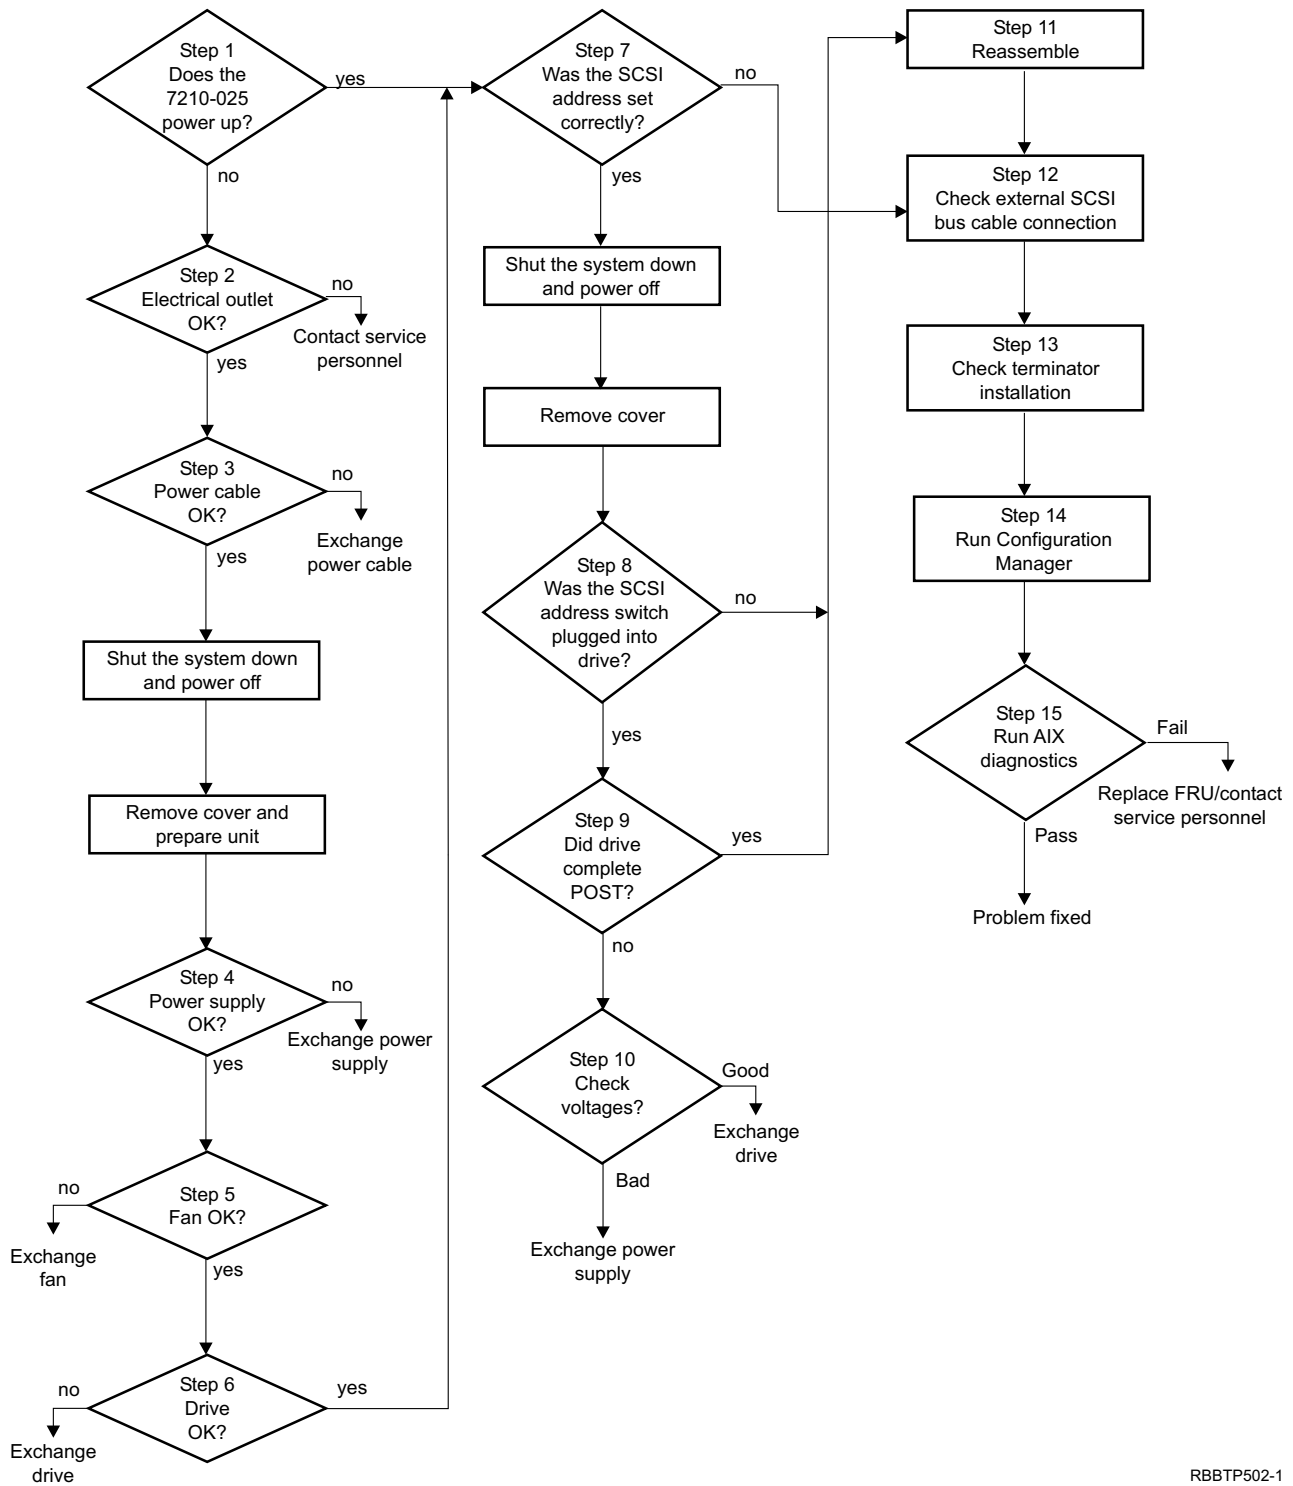 Step 1
Does the
7210-025
power up?
yes
no
Step 2
Electrical outlet
OK?
no
Contact service
personnel
yes
Step 3
Power cable
OK?
no
Exchange
power cable
yes
Shut the system down
and power off
Remove cover and
prepare unit
Step 4
Power supply
OK?
no
Exchange power
supply
yes
Step 5
Fan OK?
no
Exchange
fan
yes
Step 6
Drive
OK?
no
Exchange
drive
yes
Step 7
Was the SCSI
address set
correctly?
no
yes
Shut the system down
and power off
Remove cover
Step 8
Was the SCSI
address switch
plugged into
drive?
no
yes
Step 9
Did drive
complete
POST?
yes
no
Step 10
Check
voltages?
Good
Exchange
drive
Bad
Exchange power
supply
Step 11
Reassemble
Step 12
Check external SCSI
bus cable connection
Step 13
Check terminator
installation
Step 14
Run Configuration
Manager
Step 15
Run AIX
diagnostics
Fail
Replace FRU/contact
service personnel
Pass
Problem fixed
RBBTP502-1